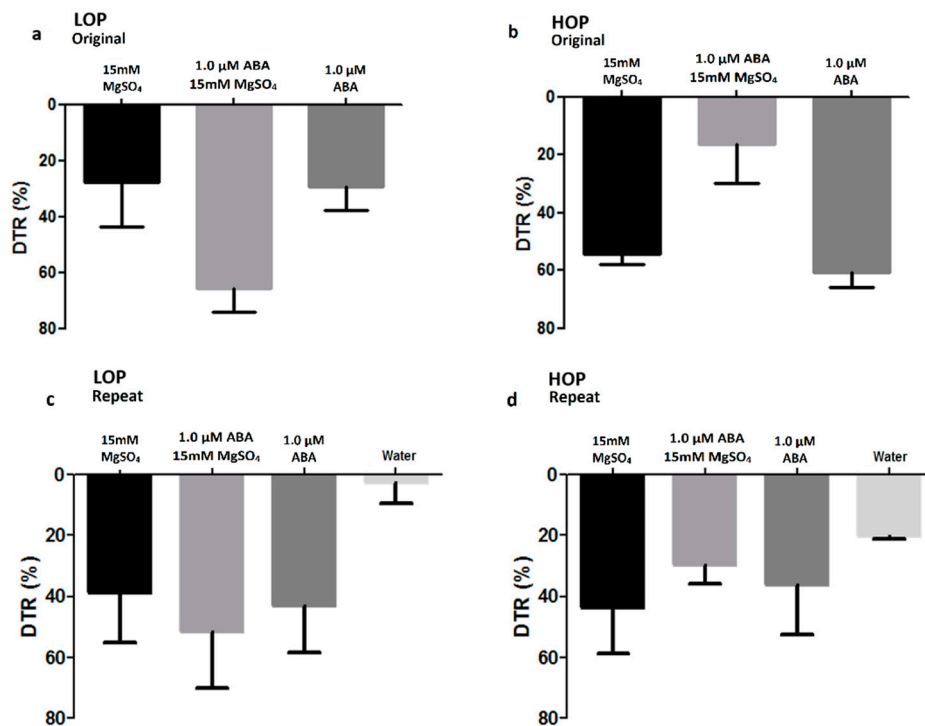 a
LOP
Original
15mM
MgSO₄
1.0 μM ABA
15mM MgSO₄
1.0 μM
ABA
0
20
40
60
80
DTR (%)
b
HOP
Original
15mM
MgSO₄
1.0 μM ABA
15mM MgSO₄
1.0 μM
ABA
0
20
40
60
80
DTR (%)
c
LOP
Repeat
15mM
MgSO₄
1.0 μM ABA
15mM MgSO₄
1.0 μM
ABA
Water
0
20
40
60
80
DTR (%)
d
HOP
Repeat
15mM
MgSO₄
1.0 μM ABA
15mM MgSO₄
1.0 μM
ABA
Water
0
20
40
60
80
DTR (%)